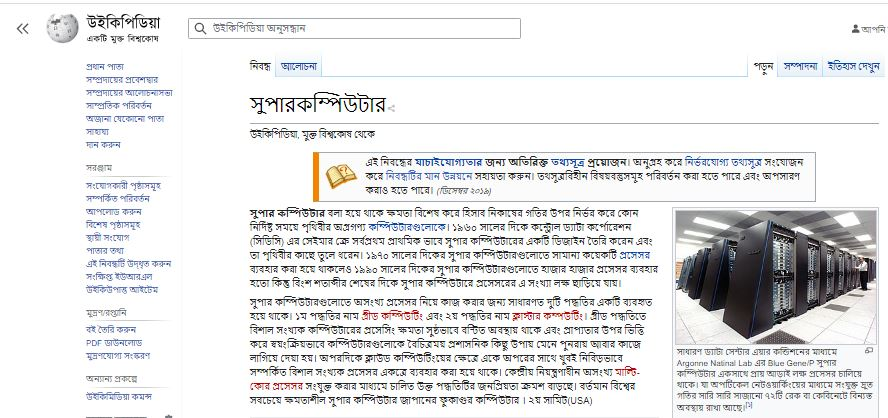 উইকিপিডিয়া
একটি মুক্ত বিশ্বকোষ
উইকিপিডিয়া অনুসন্ধান
আপনি
প্রধান পাতা
সম্প্রদায়ের প্রবেশদ্বার
সম্প্রদায়ের আলোচনাসভা
সাম্প্রতিক পরিবর্তন
অজানা যেকোনো পাতা
সাহায্য
দান করুন
সরঞ্জাম
সংযোগকারী পৃষ্ঠাসমূহ
সম্পর্কিত পরিবর্তন
আপলোড করুন
বিশেষ পৃষ্ঠাসমূহ
স্থায়ী সংযোগ
পাতার তথ্য
এই নিবন্ধটি উদ্ধৃত করুন
সংক্ষিপ্ত ইউআরএল
উইকিউপাত্ত আইটেম
মুদ্রণ/রপ্তানি
বই তৈরি করুন
PDF ডাউনলোড
মুদ্রণযোগ্য সংস্করণ
অন্যান্য প্রকল্পে
উইকিমিডিয়া কমন্স
নিবন্ধ আলোচনা
পড়ুন সম্পাদনা ইতিহাস দেখুন
সুপারকম্পিউটার
উইকিপিডিয়া, মুক্ত বিশ্বকোষ থেকে
এই নিবন্ধের যাচাইযোগ্যতার জন্য অতিরিক্ত তথ্যসূত্র প্রয়োজন। অনুগ্রহ করে নির্ভরযোগ্য তথ্যসূত্র সংযোজন
করে নিবন্ধটির মান উন্নয়নে সহায়তা করুন। তথ্যসূত্রবিহীন বিষয়বস্তুসমূহ পরিবর্তন করা হতে পারে এবং অপসারণ
করাও হতে পারে। (ডিসেম্বর ২০১৯)
সুপার কম্পিউটার বলা হয়ে থাকে ক্ষমতা বিশেষ করে হিসাব নিকাষের গতির উপর নির্ভর করে কোন
নির্দিষ্ট সময়ে পৃথিবীর অগ্রগণ্য কম্পিউটারগুলোকে। ১৯৬০ সালের দিকে কন্ট্রোল ড্যাটা কর্পোরেশন
(সিডিসি) এর সেইমার ক্রে সর্বপ্রথম প্রাথমিক ভাবে সুপার কম্পিউটারের একটি ডিজাইন তৈরি করেন এবং
তা পৃথিবীর কাছে তুলে ধরেন। ১৯৭০ সালের দিকের সুপার কম্পিউটারগুলোতে সামান্য কয়েকটি প্রসেসর
ব্যবহার করা হয়ে থাকলেও ১৯৯০ সালের দিকের সুপার কম্পিউটারগুলোতে হাজার হাজার প্রসেসর ব্যবহার
হতো কিন্তু বিংশ শতাব্দীর শেষের দিকে সুপার কম্পিউটারে প্রেসেসরের এ সংখ্যা লক্ষ ছাড়িয়ে যায়।
সুপার কম্পিউটারগুলোতে অসংখ্য প্রসেসর নিয়ে কাজ করার জন্য সাধারণত দুটি পদ্ধতির একটি ব্যবহৃত
হয়ে থাকে। ১ম পদ্ধতির নাম গ্রীড কম্পিউটিং এবং ২য় পদ্ধতির নাম ক্লাস্টার কম্পউটিং। গ্রীড পদ্ধতিতে
বিশাল সংখ্যক কম্পিউটারের প্রসেসিং ক্ষমতা সুষ্ঠভাবে বন্টিত অবস্থায় থাকে এবং প্রাপ্যতার উপর ভিত্তি
করে স্বয়ংক্রিয়ভাবে কম্পিউটারগুলোকে বৈচিত্রময় প্রশাসনিক কিছু উপায় মেনে পুনরায় আবার কাজে
লাগিয়ে দেয়া হয়। অপরদিকে ক্লাউড কম্পিউটিংয়ের ক্ষেত্রে একে অপরের সাথে খুবই নিবিড়ভাবে
সম্পর্কিত বিশাল সংখ্যক প্রসেসর একত্রে ব্যবহার করা হয়ে থাকে। কেন্দ্রীয় নিয়ন্ত্রণাধীন অসংখ্য মাল্টি-
কোর প্রসেসর সংযুক্ত করার মাধ্যমে চালিত উক্ত পদ্ধতিটির জনপ্রিয়তা ক্রমশ বাড়ছে। বর্তমান বিশ্বের
সবচেয়ে ক্ষমতাশীল সুপার কম্পিউটার জাপানের ফুকাগুর কম্পিউটার । ২য় সামিট(USA)
সাধারণ ড্যাটা সেন্টার এয়ার কন্ডিশনের মাধ্যমে
Argonne Natinal Lab এর Blue Gene/P সুপার
কম্পিউটার একসাথে প্রায় আড়াই লক্ষ প্রসেসর চালিয়ে
থাকে। যা অপটিকেল নেটওয়ার্কিংয়ের মাধ্যমে সংযুক্ত দ্রুত
গতির সারি সারি সাজানো ৭২টি রেক বা কেবিনেটে বিন্যস্ত
অবস্থায় রাখা আছে।[১]